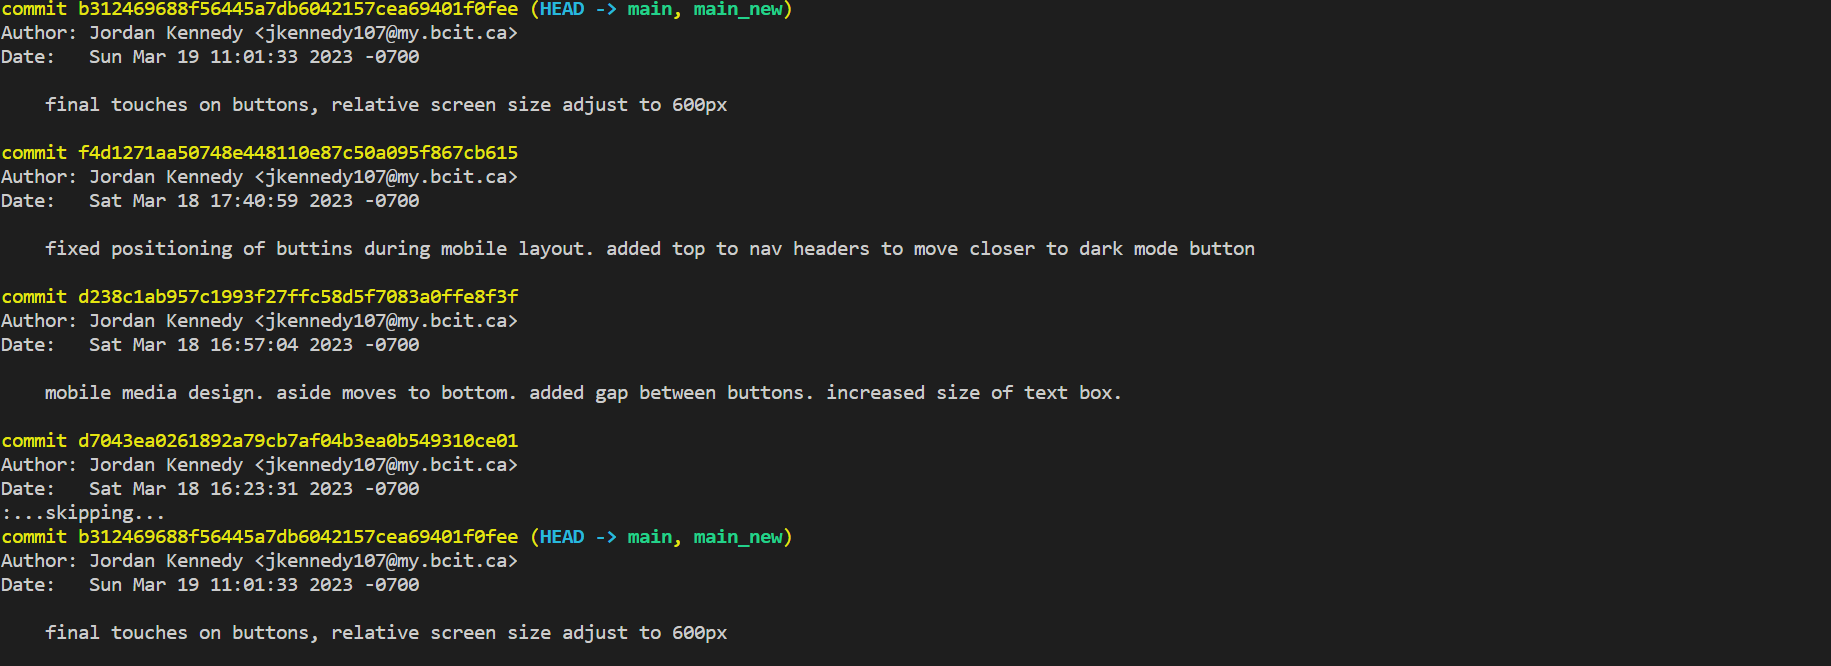 commit b312469688f56445a7db6042157cea69401f0fee (HEAD -> main, main_new)
Author: Jordan Kennedy <jkennedy107@my.bcit.ca>
Date:   Sun Mar 19 11:01:33 2023 -0700
    final touches on buttons, relative screen size adjust to 600px
commit f4d1271aa50748e448110e87c50a095f867cb615
Author: Jordan Kennedy <jkennedy107@my.bcit.ca>
Date:   Sat Mar 18 17:40:59 2023 -0700
    fixed positioning of buttins during mobile layout. added top to nav headers to move closer to dark mode button
commit d238c1ab957c1993f27ffc58d5f7083a0ffe8f3f
Author: Jordan Kennedy <jkennedy107@my.bcit.ca>
Date:   Sat Mar 18 16:57:04 2023 -0700
    mobile media design. aside moves to bottom. added gap between buttons. increased size of text box.
commit d7043ea0261892a79cb7af04b3ea0b549310ce01
Author: Jordan Kennedy <jkennedy107@my.bcit.ca>
Date:   Sat Mar 18 16:23:31 2023 -0700
:...skipping...
commit b312469688f56445a7db6042157cea69401f0fee (HEAD -> main, main_new)
Author: Jordan Kennedy <jkennedy107@my.bcit.ca>
Date:   Sun Mar 19 11:01:33 2023 -0700
    final touches on buttons, relative screen size adjust to 600px